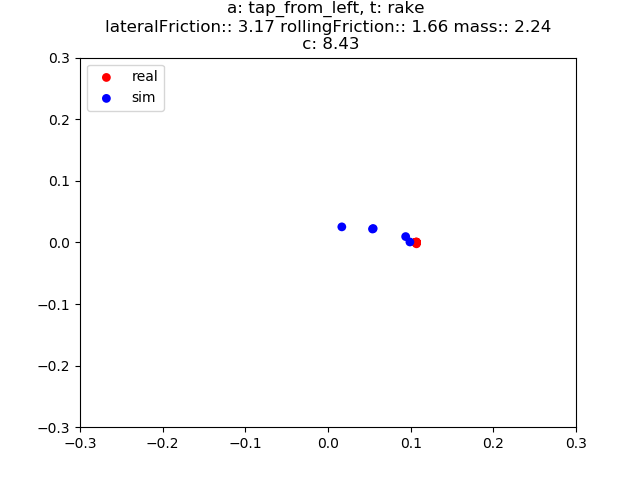 a: tap_from_left, t: rake
lateralFriction:: 3.17 rollingFriction:: 1.66 mass:: 2.24
c: 8.43
real
sim
0.3
0.2
0.1
0.0
−0.1
−0.2
−0.3
−0.3 −0.2 −0.1 0.0 0.1 0.2 0.3